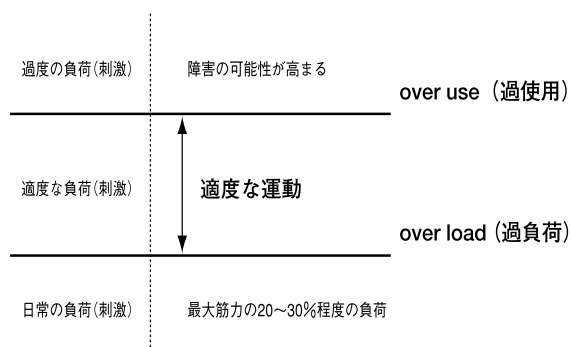 過度の負荷(刺激) 障害の可能性が高まる
over use（過使用）
適度な負荷(刺激) 適度な運動
over load（過負荷）
日常の負荷(刺激) 最大筋力の20〜30%程度の負荷